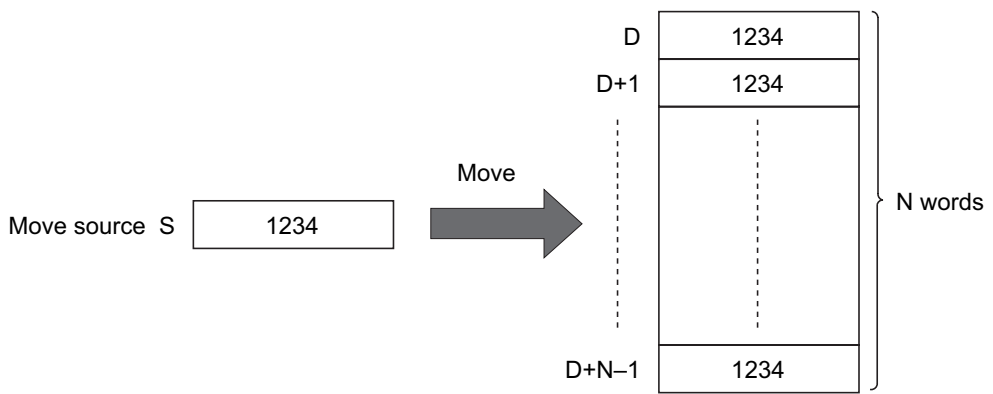 D 1234
D+1 1234
Move
Move source S 1234
N words
D+N–1 1234